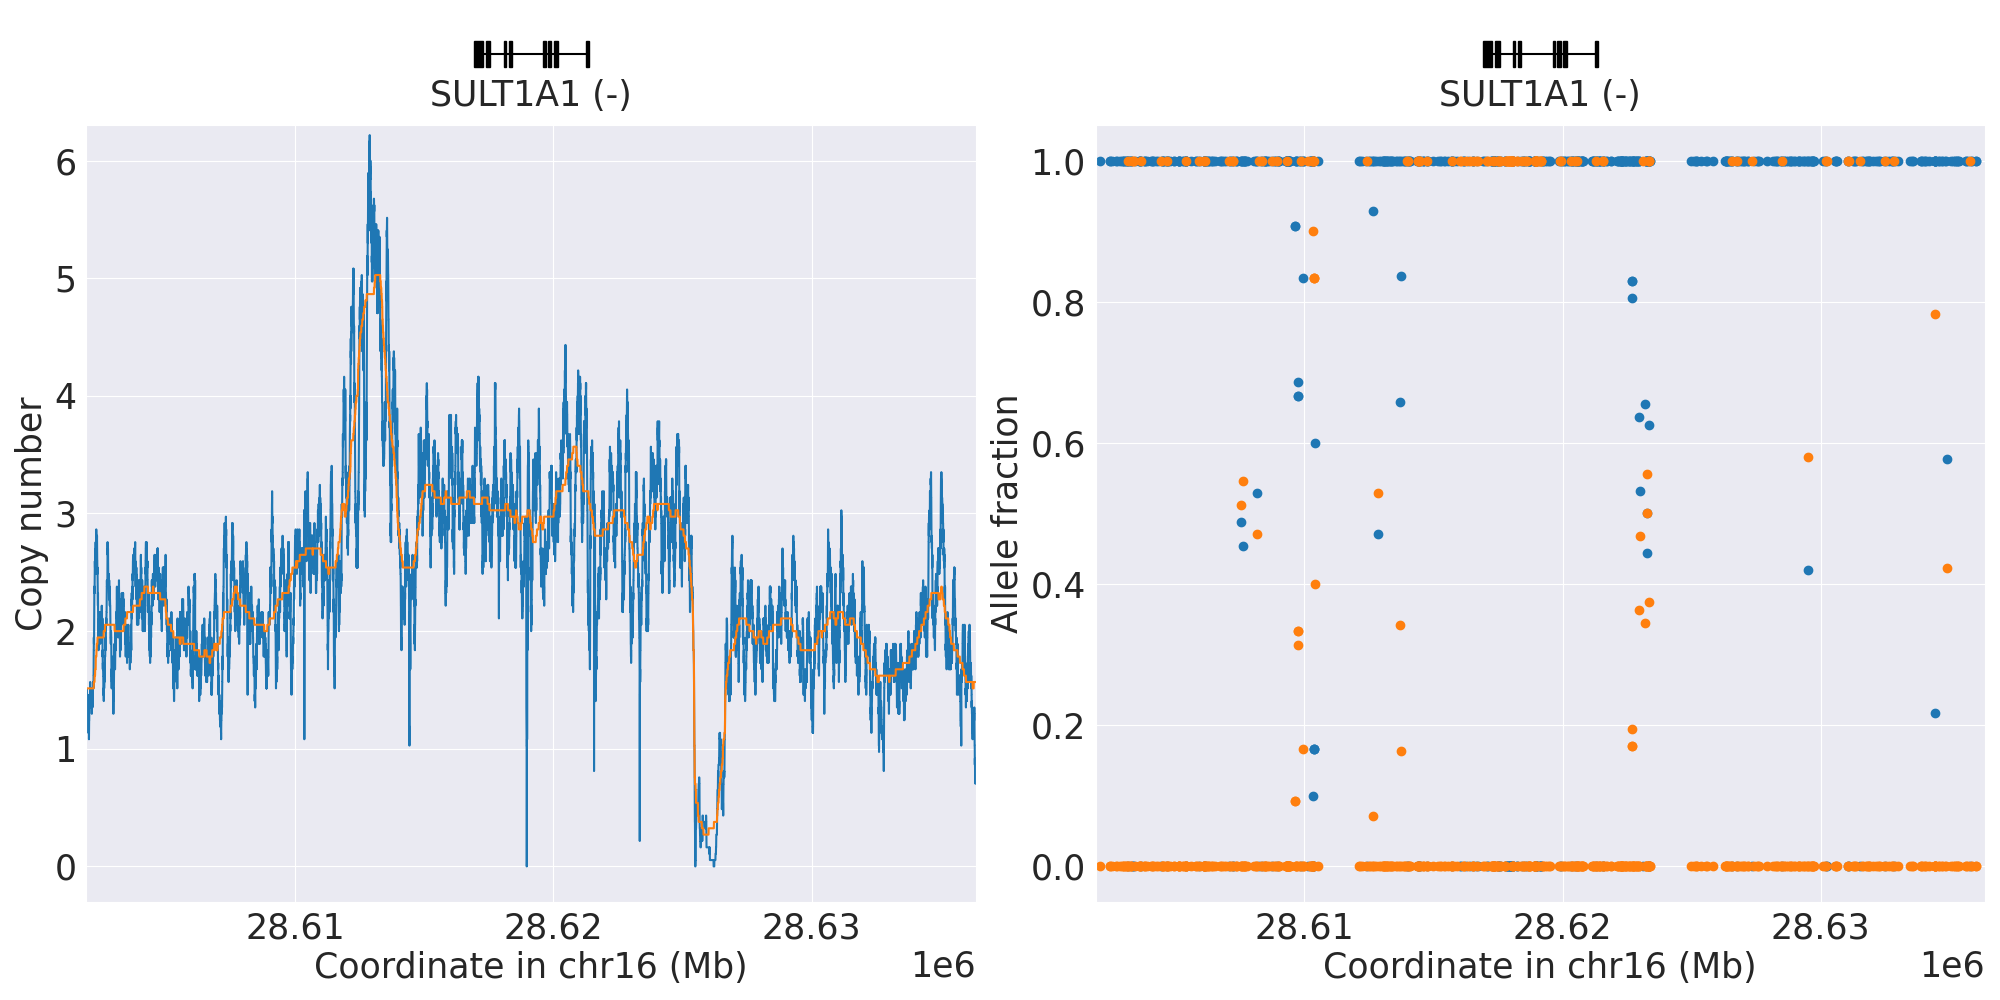 SULT1A1 (-)
Copy number
6
5
4
3
2
1
0
28.61
28.62
28.63
Coordinate in chr16 (Mb)
1e6
SULT1A1 (-)
Allele fraction
1.0
0.8
0.6
0.4
0.2
0.0
28.61
28.62
28.63
Coordinate in chr16 (Mb)
1e6